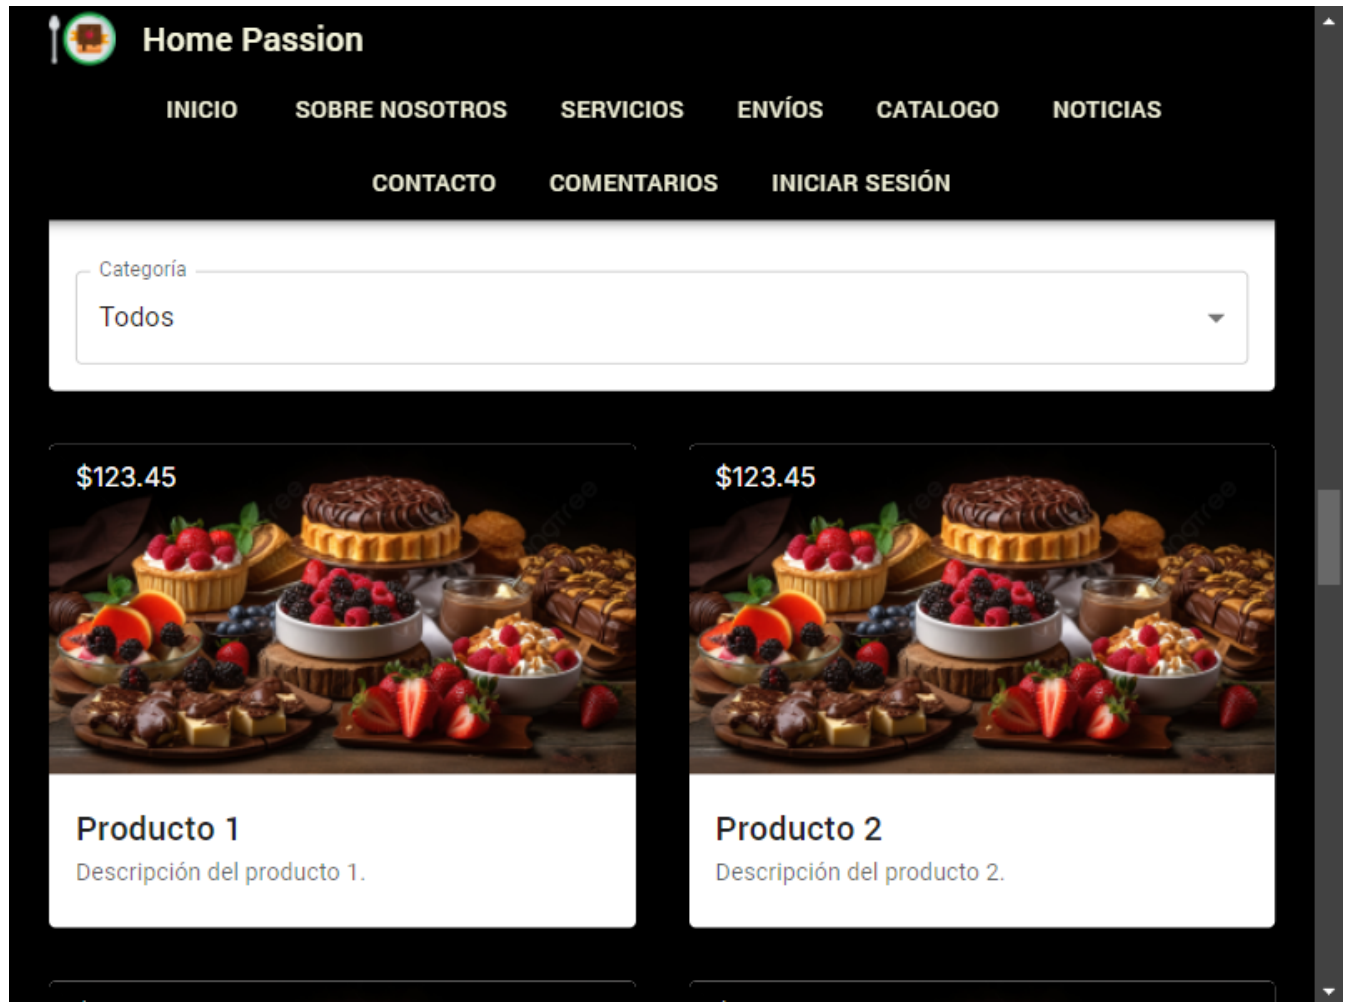 Home Passion
INICIO SOBRE NOSOTROS SERVICIOS ENVÍOS CATALOGO NOTICIAS
CONTACTO COMENTARIOS INICIAR SESIÓN
Categoría
Todos
$123.45 $123.45
Producto 1 Producto 2
Descripción del producto 1. Descripción del producto 2.